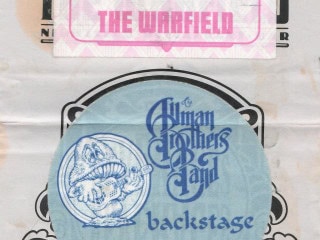 THE WARFIELD
The
Allman
Brothers
Band
backstage